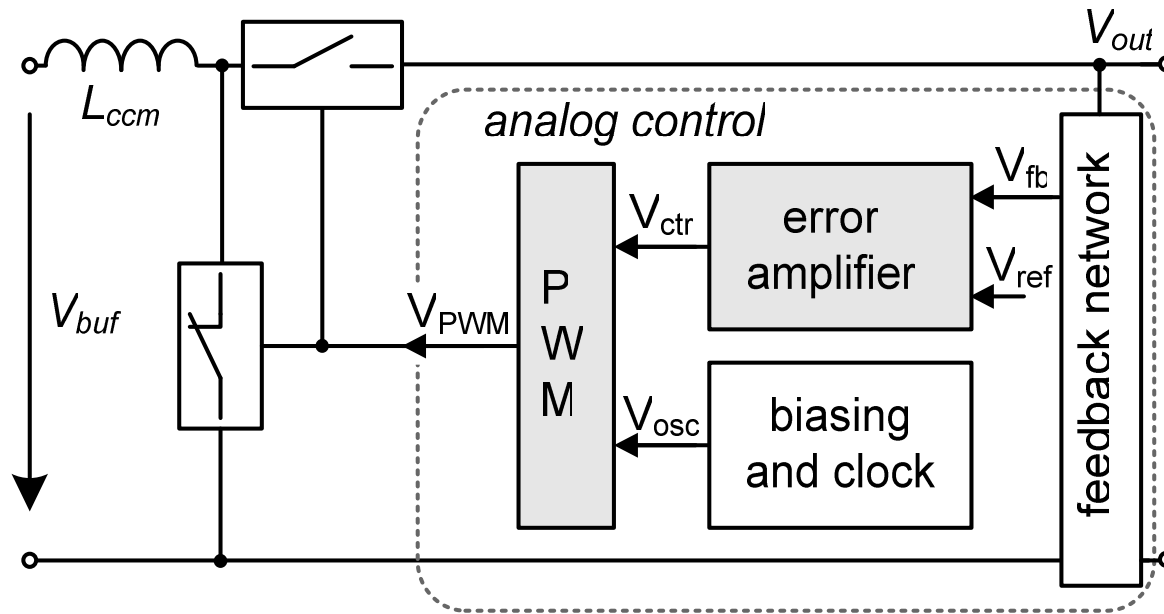 V_out
L_ccm
analog control
V_buf
V_PWM
P
W
M
V_ctr
V_osc
error
amplifier
biasing
and clock
V_fb
V_ref
feedback network